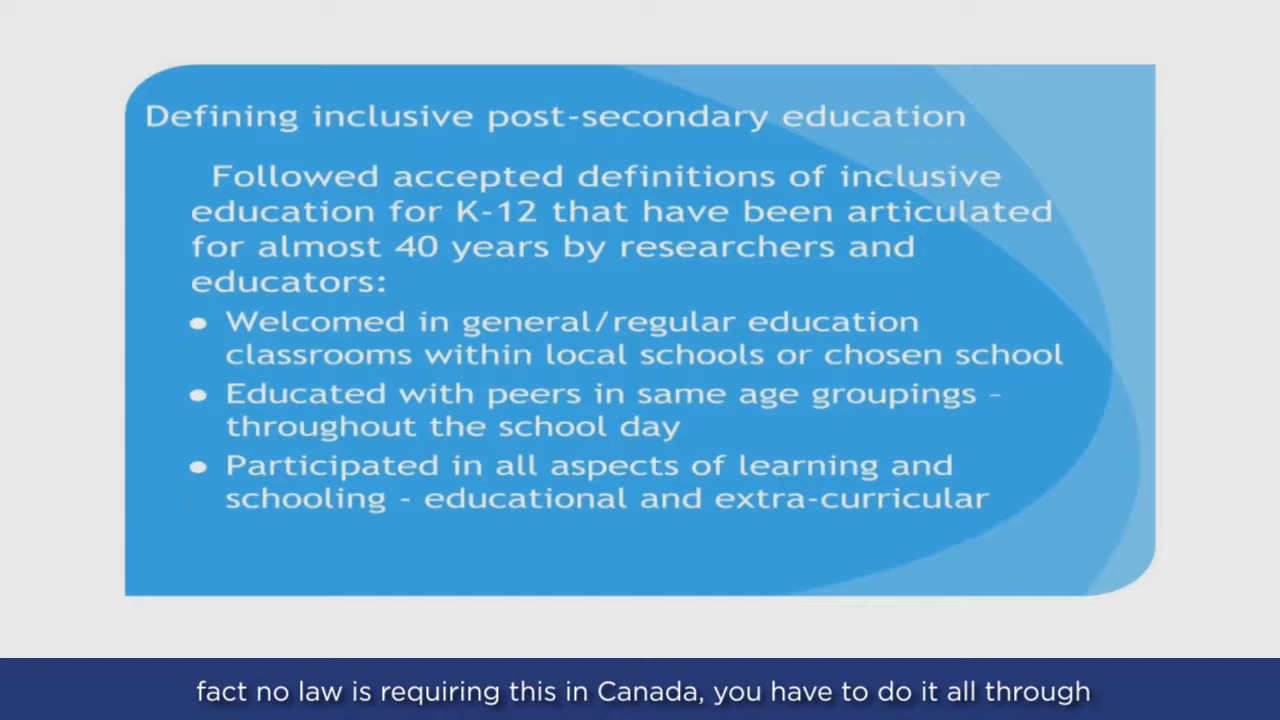 Defining inclusive post-secondary education
Followed accepted definitions of inclusive
education for K-12 that have been articulated
for almost 40 years by researchers and
educators:
● Welcomed in general/regular education
classrooms within local schools or chosen school
● Educated with peers in same age groupings –
throughout the school day
● Participated in all aspects of learning and
schooling - educational and extra-curricular
fact no law is requiring this in Canada, you have to do it all through